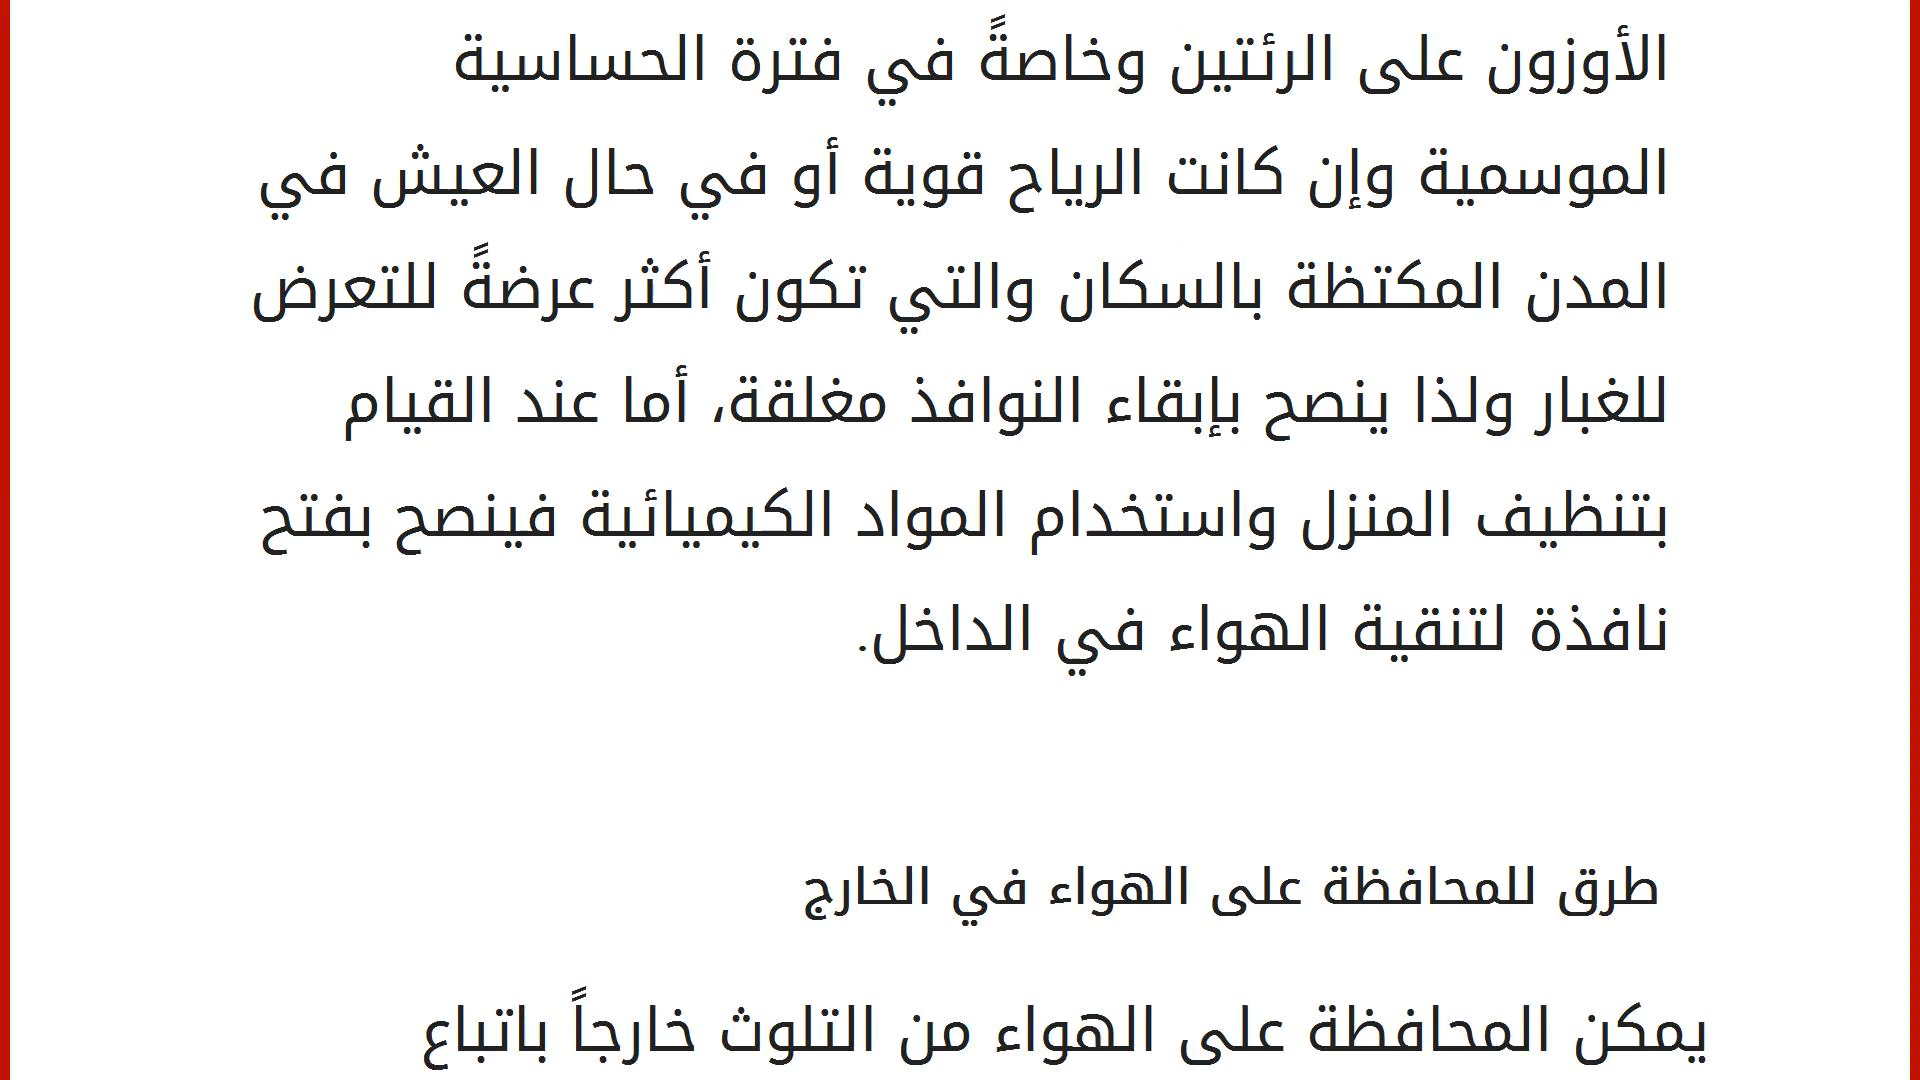 الأوزون على الرئتين وخاصةً في فترة الحساسية
الموسمية وإن كانت الرياح قوية أو في حال العيش في
المدن المكتظة بالسكان والتي تكون أكثر عرضةً للتعرض
للغبار ولذا ينصح بإبقاء النوافذ مغلقة، أما عند القيام
بتنظيف المنزل واستخدام المواد الكيميائية فينصح بفتح
نافذة لتنقية الهواء في الداخل.
طرق للمحافظة على الهواء في الخارج
يمكن المحافظة على الهواء من التلوث خارجاً باتباع